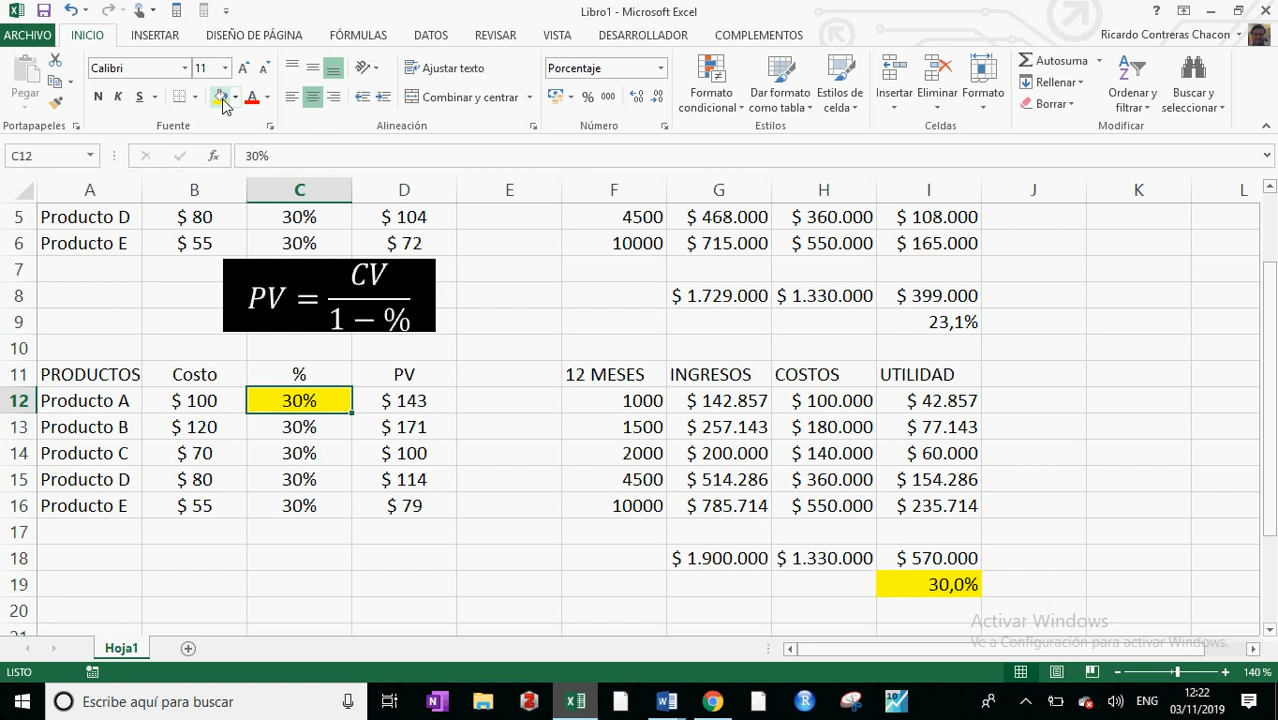 Libro1 - Microsoft Excel
ARCHIVO INICIO INSERTAR DISEÑO DE PÁGINA FÓRMULAS DATOS REVISAR VISTA DESARROLLADOR COMPLEMENTOS Ricardo Contreras Chacon
Calibri 11 Ajustar texto Porcentaje Autosuma
Pegar Formato condicional Dar formato como tabla Estilos de celda Insertar Eliminar Formato Rellenar Ordenar y filtrar Buscar y seleccionar
N K S A Combinar y centrar % 000 Borrar
Portapapeles Fuente Alineación Número Estilos Celdas Modificar
C12 fx 30%
A B C D E F G H I J K L
5 Producto D $ 80 30% $ 104 4500 $ 468.000 $ 360.000 $ 108.000
6 Producto E $ 55 30% $ 72 10000 $ 715.000 $ 550.000 $ 165.000
7
PV = CV / 1 − %
8 $ 1.729.000 $ 1.330.000 $ 399.000
9 23,1%
10
11 PRODUCTOS Costo % PV 12 MESES INGRESOS COSTOS UTILIDAD
12 Producto A $ 100 30% $ 143 1000 $ 142.857 $ 100.000 $ 42.857
13 Producto B $ 120 30% $ 171 1500 $ 257.143 $ 180.000 $ 77.143
14 Producto C $ 70 30% $ 100 2000 $ 200.000 $ 140.000 $ 60.000
15 Producto D $ 80 30% $ 114 4500 $ 514.286 $ 360.000 $ 154.286
16 Producto E $ 55 30% $ 79 10000 $ 785.714 $ 550.000 $ 235.714
17
18 $ 1.900.000 $ 1.330.000 $ 570.000
19 30,0%
20
Activar Windows
Ve a Configuración para activar Windows.
Hoja1
LISTO 140 %
Escribe aquí para buscar ENG 12:22
03/11/2019